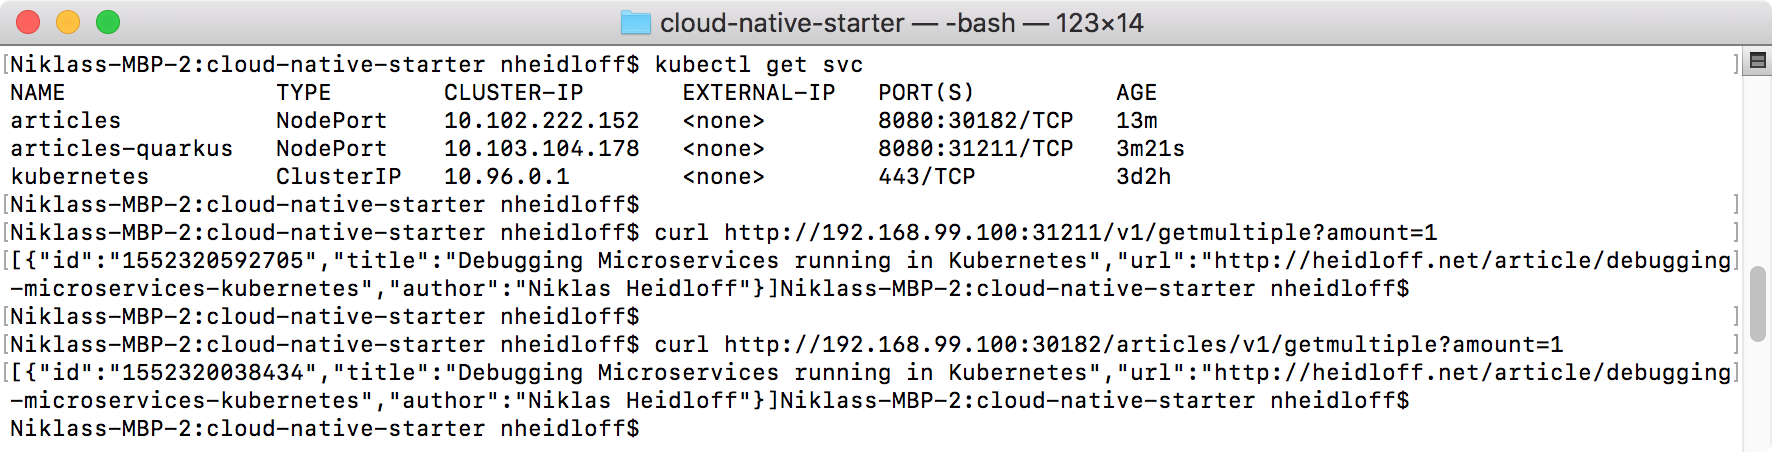 cloud-native-starter — -bash — 123×14
[Niklass-MBP-2:cloud-native-starter nheidloff$ kubectl get svc ]
NAME TYPE CLUSTER-IP EXTERNAL-IP PORT(S) AGE
articles NodePort 10.102.222.152 <none> 8080:30182/TCP 13m
articles-quarkus NodePort 10.103.104.178 <none> 8080:31211/TCP 3m21s
kubernetes ClusterIP 10.96.0.1 <none> 443/TCP 3d2h
[Niklass-MBP-2:cloud-native-starter nheidloff$ ]
[Niklass-MBP-2:cloud-native-starter nheidloff$ curl http://192.168.99.100:31211/v1/getmultiple?amount=1 ]
[[{"id":"1552320592705","title":"Debugging Microservices running in Kubernetes","url":"http://heidloff.net/article/debugging]
-microservices-kubernetes","author":"Niklas Heidloff"}]Niklass-MBP-2:cloud-native-starter nheidloff$
[Niklass-MBP-2:cloud-native-starter nheidloff$ ]
[Niklass-MBP-2:cloud-native-starter nheidloff$ curl http://192.168.99.100:30182/articles/v1/getmultiple?amount=1 ]
[[{"id":"1552320038434","title":"Debugging Microservices running in Kubernetes","url":"http://heidloff.net/article/debugging]
-microservices-kubernetes","author":"Niklas Heidloff"}]Niklass-MBP-2:cloud-native-starter nheidloff$
Niklass-MBP-2:cloud-native-starter nheidloff$